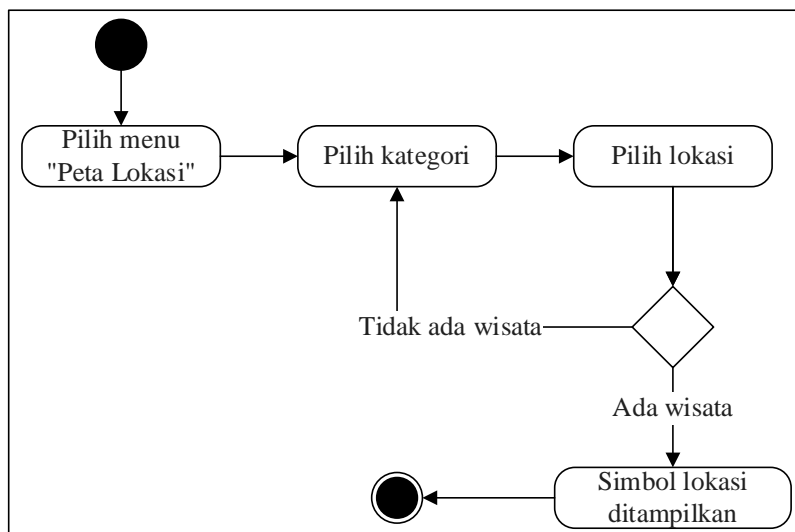 Pilih menu
"Peta Lokasi"
Pilih kategori
Pilih lokasi
Tidak ada wisata
Ada wisata
Simbol lokasi
ditampilkan